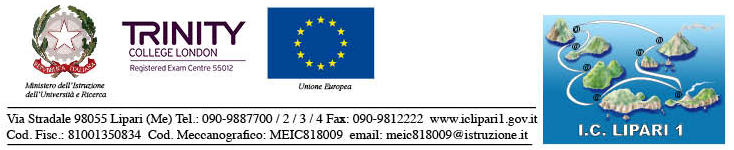 TRINITY
COLLEGE LONDON
Registered Exam Centre 55012
REPVBBLICA ITALIANA
Ministero dell'Istruzione
dell'Università e Ricerca
Unione Europea
Via Stradale 98055 Lipari (Me) Tel.: 090-9887700 / 2 / 3 / 4 Fax: 090-9812222 www.iclipari1.gov.it
Cod. Fisc.: 81001350834 Cod. Meccanografico: MEIC818009 email: meic818009@istruzione.it
@
@
@
@
@
@
@
I.C. LIPARI 1